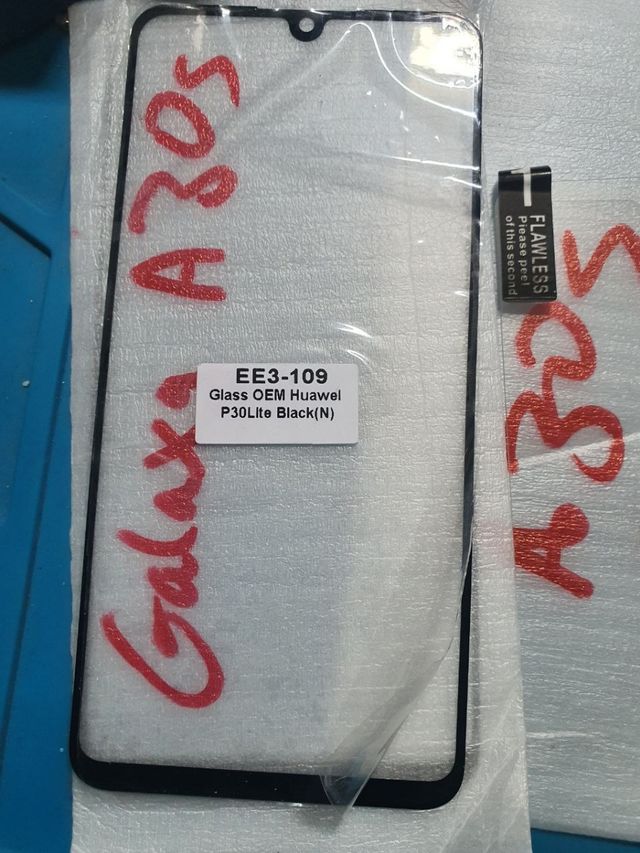 Galaxy A30s
EE3-109
Glass OEM Huawei
P30Lite Black(N)
FLAWLESS
Please peel
of this second
A30S